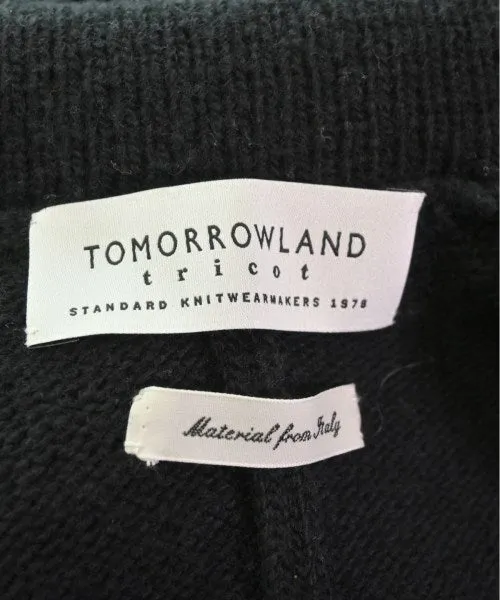 TOMORROWLAND
tricot
STANDARD KNITWEARMAKERS 1978
Material from Italy